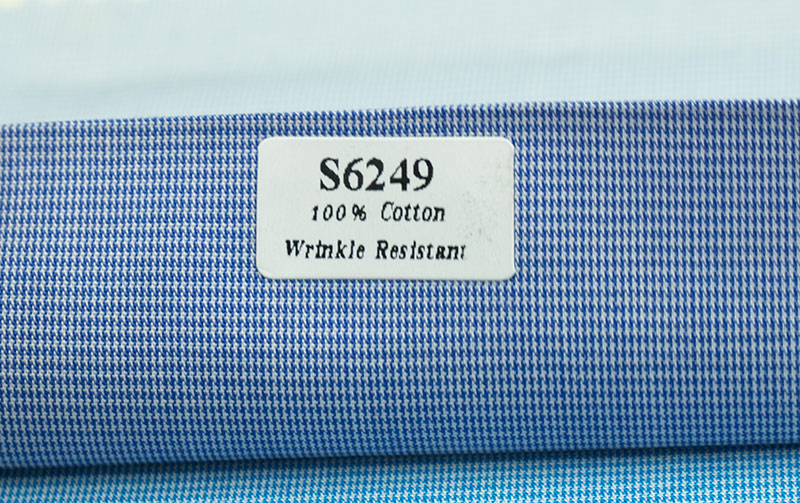 S6249
100% Cotton
Wrinkle Resistant